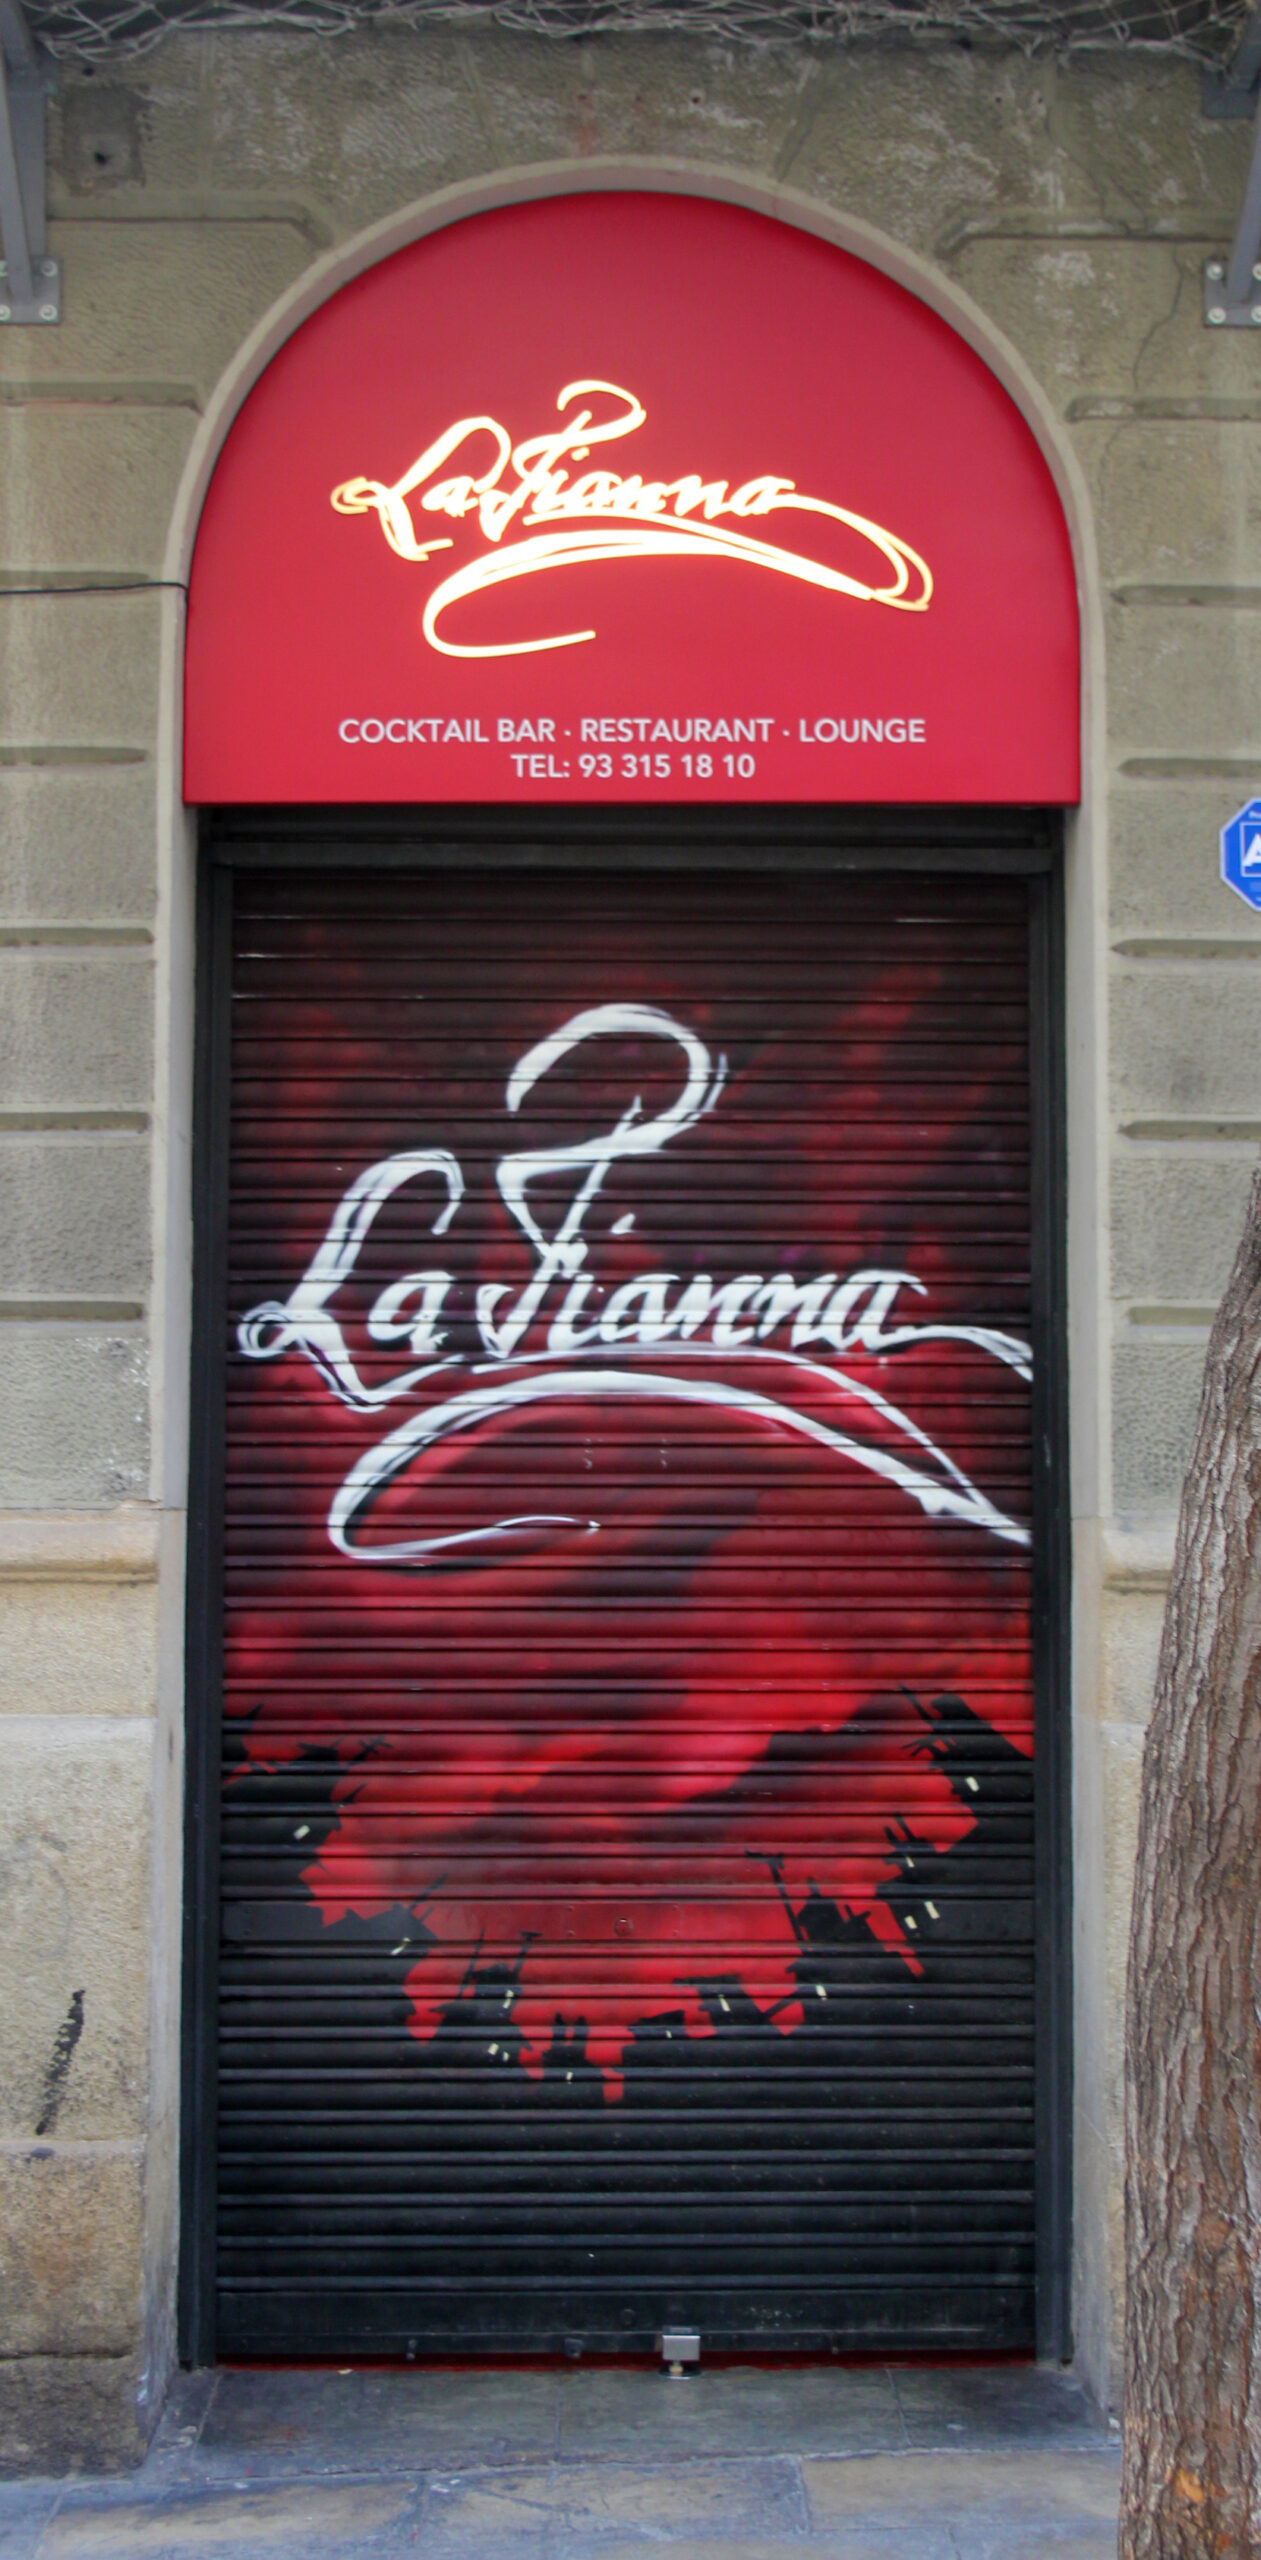 La Fianna
COCKTAIL BAR · RESTAURANT · LOUNGE
TEL: 93 315 18 10
La Fianna
A